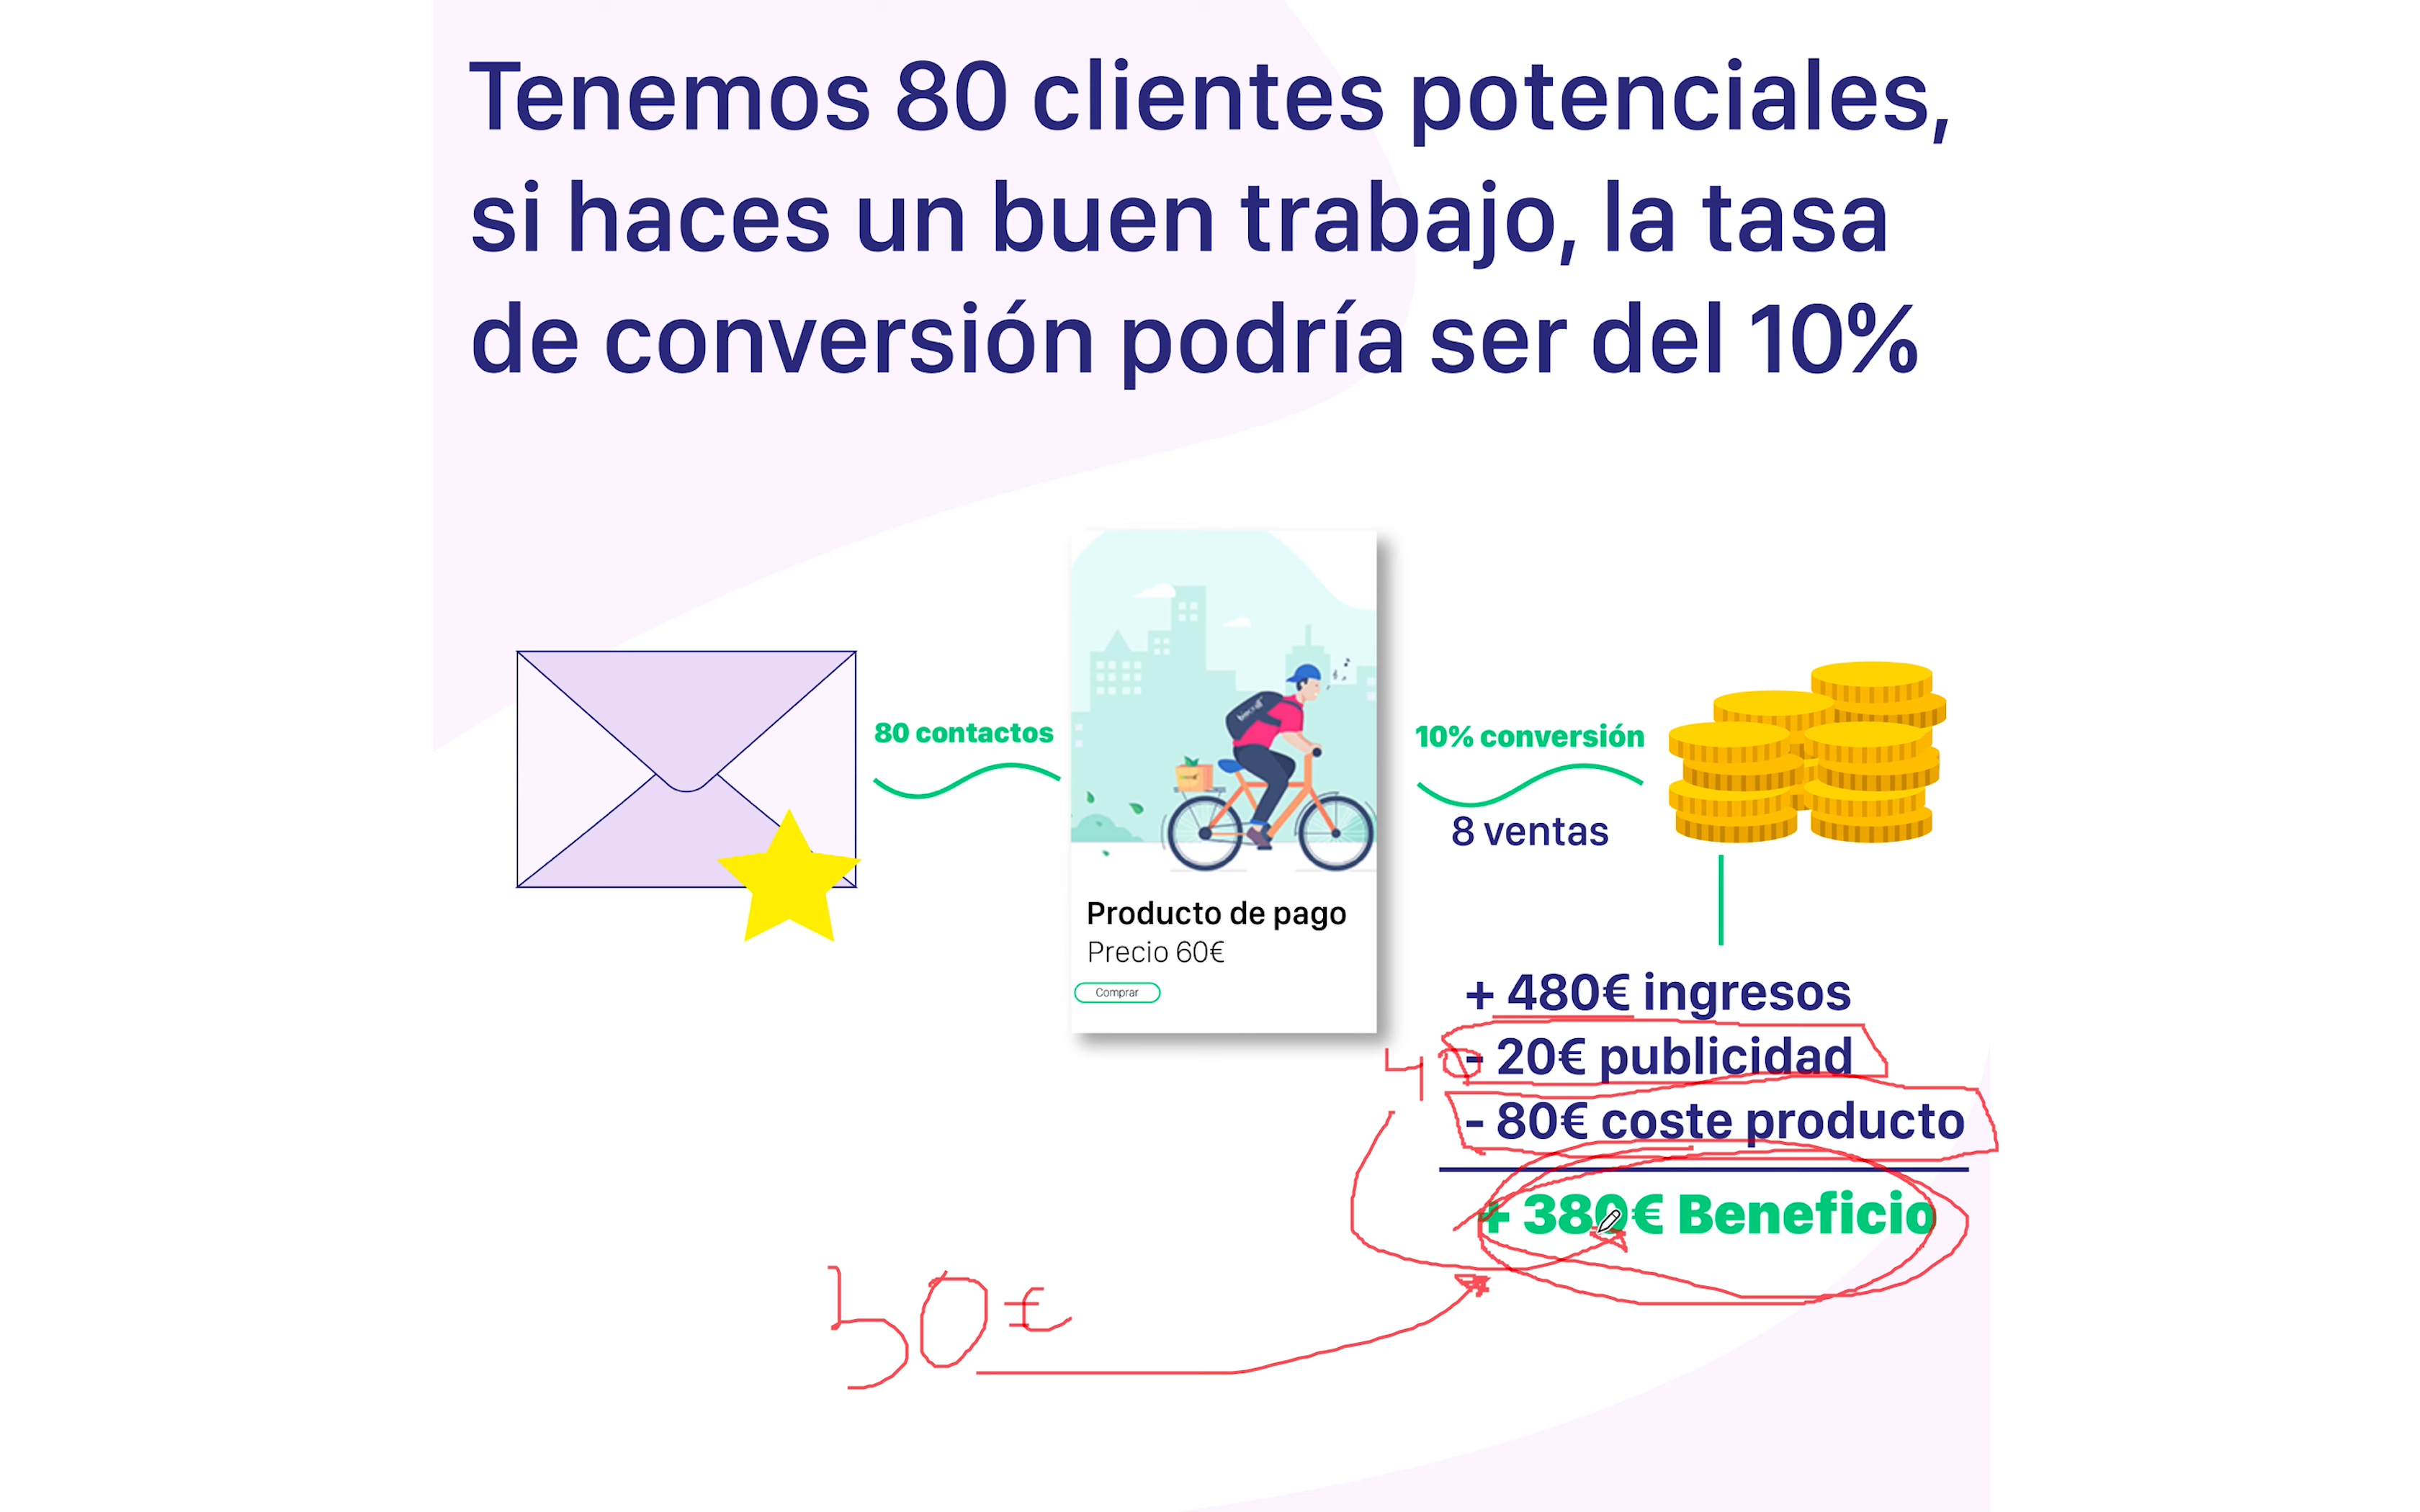 Tenemos 80 clientes potenciales,
si haces un buen trabajo, la tasa
de conversión podría ser del 10%
80 contactos
10% conversión
8 ventas
Producto de pago
Precio 60€
Comprar
+ 480€ ingresos
- 20€ publicidad
40
- 80€ coste producto
+ 380€ Beneficio
50€